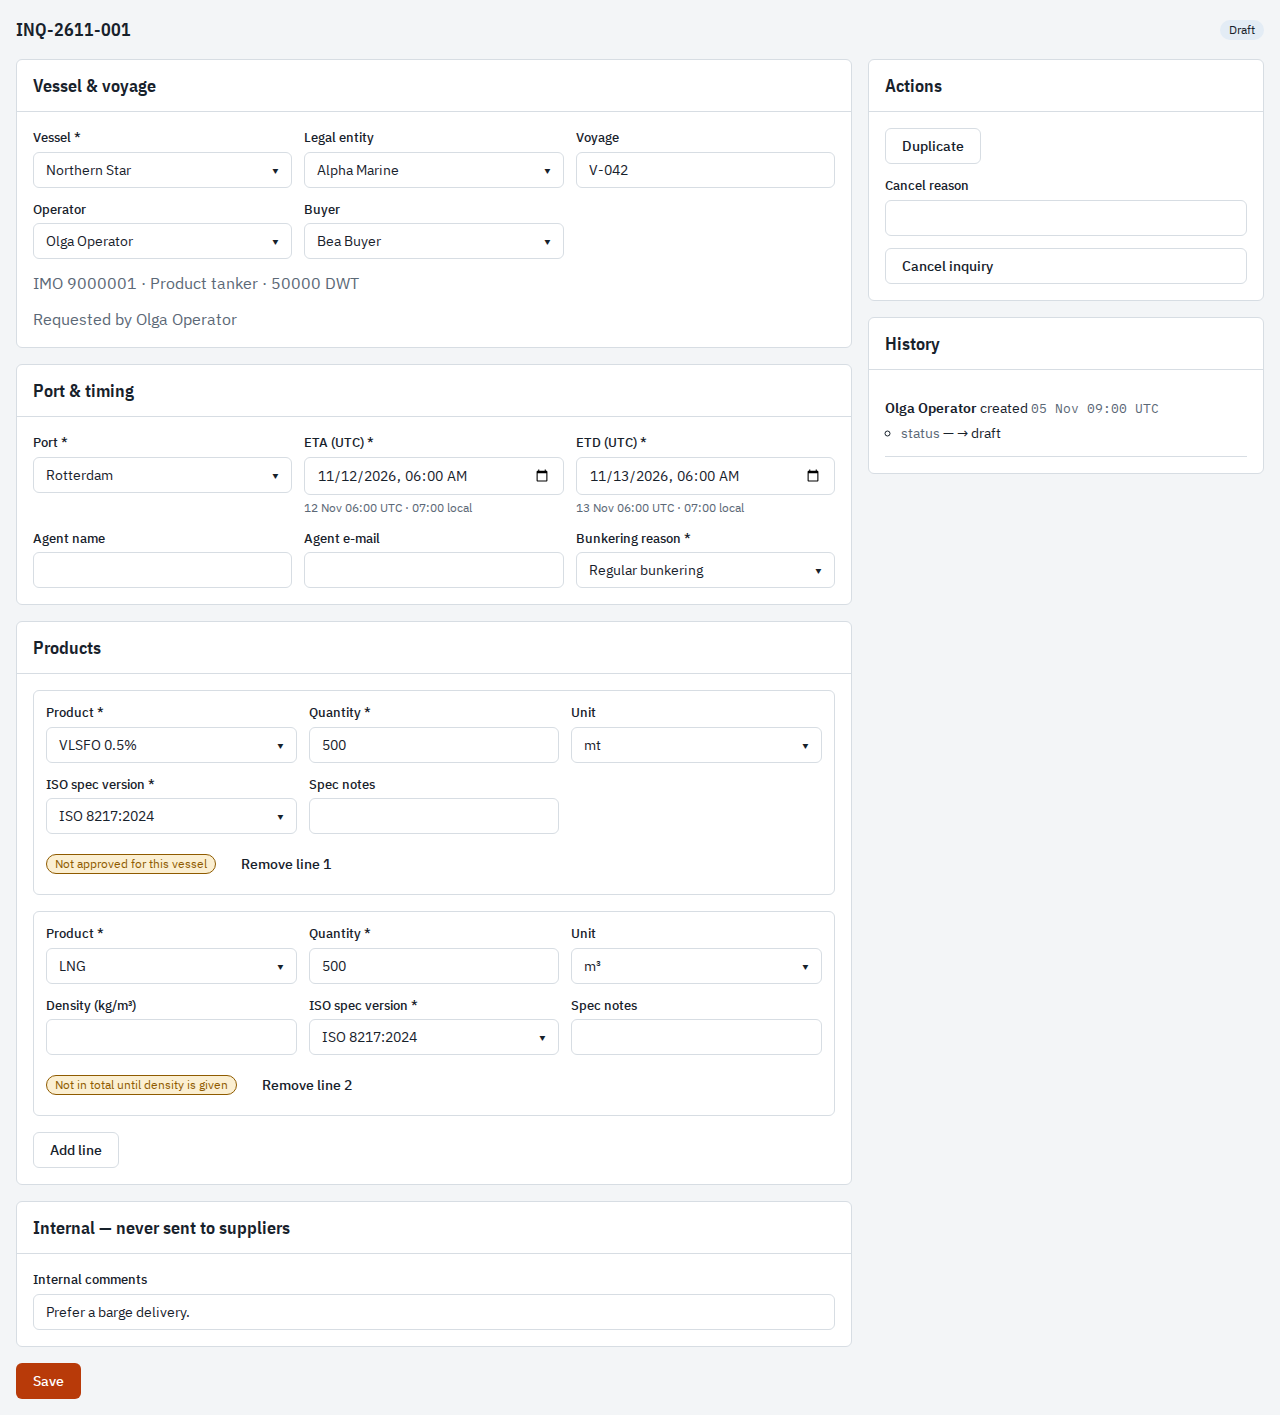 INQ-2611-001
Draft
Vessel & voyage
Vessel *
Legal entity
Voyage
Northern Star
Alpha Marine
V-042
Operator
Buyer
Olga Operator
Bea Buyer
IMO 9000001 · Product tanker · 50000 DWT
Requested by Olga Operator
Port & timing
Port *
ETA (UTC) *
ETD (UTC) *
Rotterdam
11/12/2026, 06:00 AM
11/13/2026, 06:00 AM
12 Nov 06:00 UTC · 07:00 local
13 Nov 06:00 UTC · 07:00 local
Agent name
Agent e-mail
Bunkering reason *
Regular bunkering
Products
Product *
Quantity *
Unit
VLSFO 0.5%
500
mt
ISO spec version *
Spec notes
ISO 8217:2024
Not approved for this vessel
Remove line 1
Product *
Quantity *
Unit
LNG
500
m³
Density (kg/m³)
ISO spec version *
Spec notes
ISO 8217:2024
Not in total until density is given
Remove line 2
Add line
Internal — never sent to suppliers
Internal comments
Prefer a barge delivery.
Save
Actions
Duplicate
Cancel reason
Cancel inquiry
History
Olga Operator created 05 Nov 09:00 UTC
status — → draft